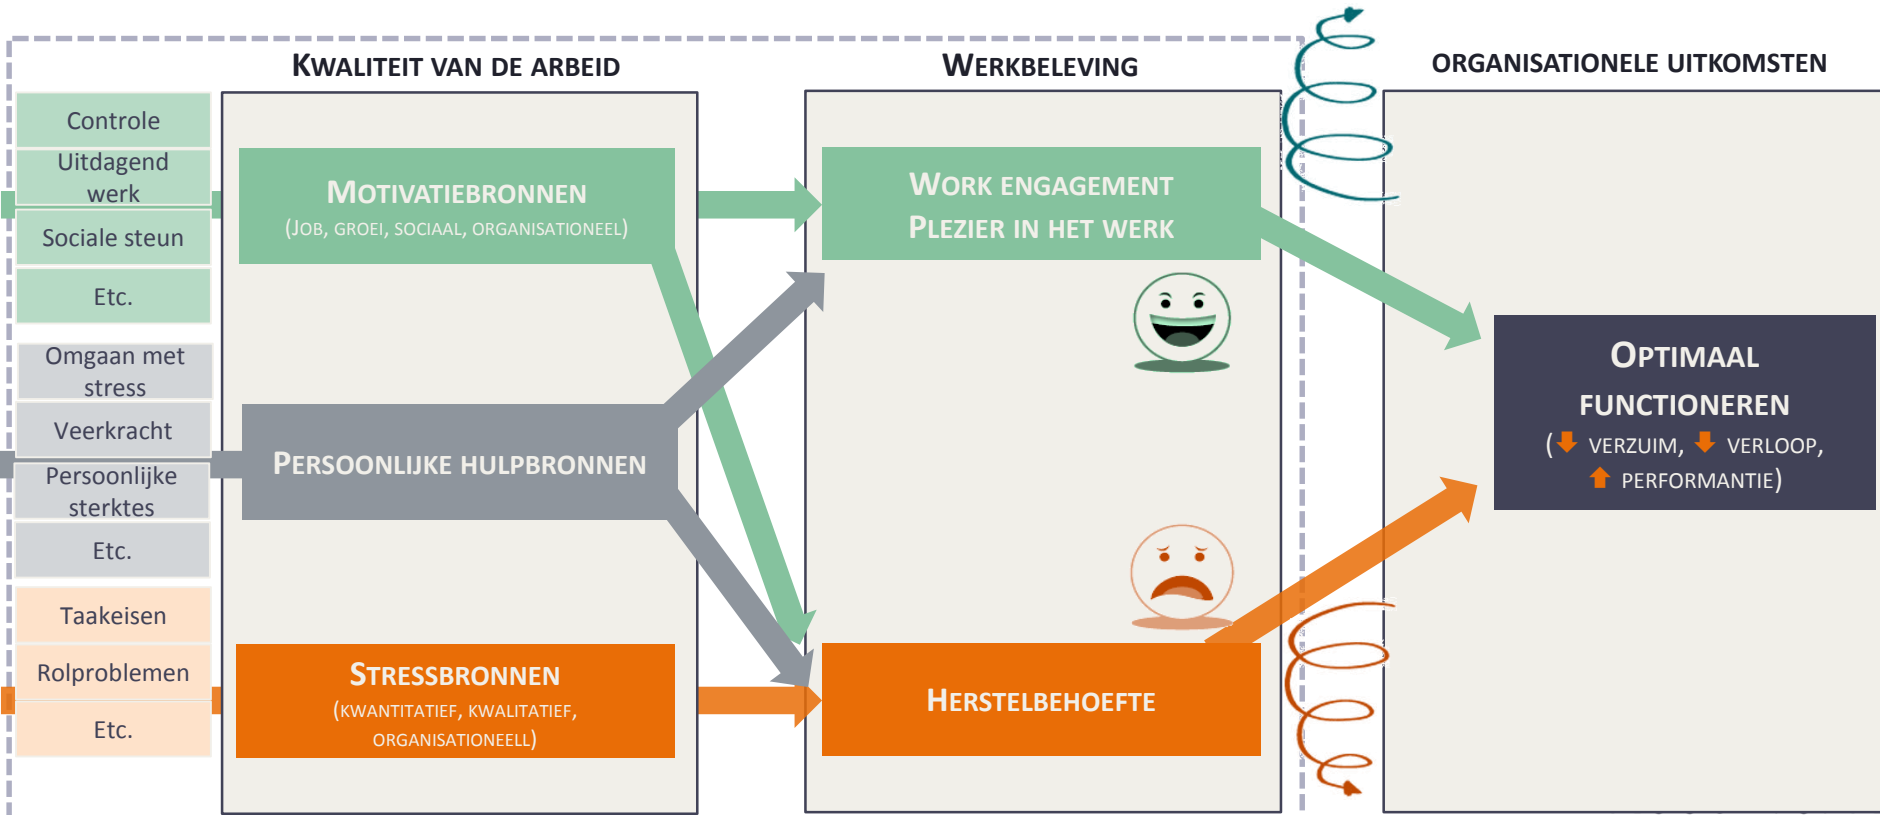 KWALITEIT VAN DE ARBEID
WERKBELEVING
ORGANISATIONELE UITKOMSTEN
Controle
Uitdagend
werk
Sociale steun
Etc.
Omgaan met
stress
Veerkracht
Persoonlijke
sterktes
Etc.
Taakeisen
Rolproblemen
Etc.
MOTIVATIEBRONNEN
(JOB, GROEI, SOCIAAL, ORGANISATIONEEL)
PERSOONLIJKE HULPBRONNEN
STRESSBRONNEN
(KWANTITATIEF, KWALITATIEF,
ORGANISATIONEELL)
WORK ENGAGEMENT
PLEZIER IN HET WERK
HERSTELBEHOEFTE
OPTIMAAL
FUNCTIONEREN
(⬇ VERZUIM, ⬇ VERLOOP,
⬆ PERFORMANTIE)